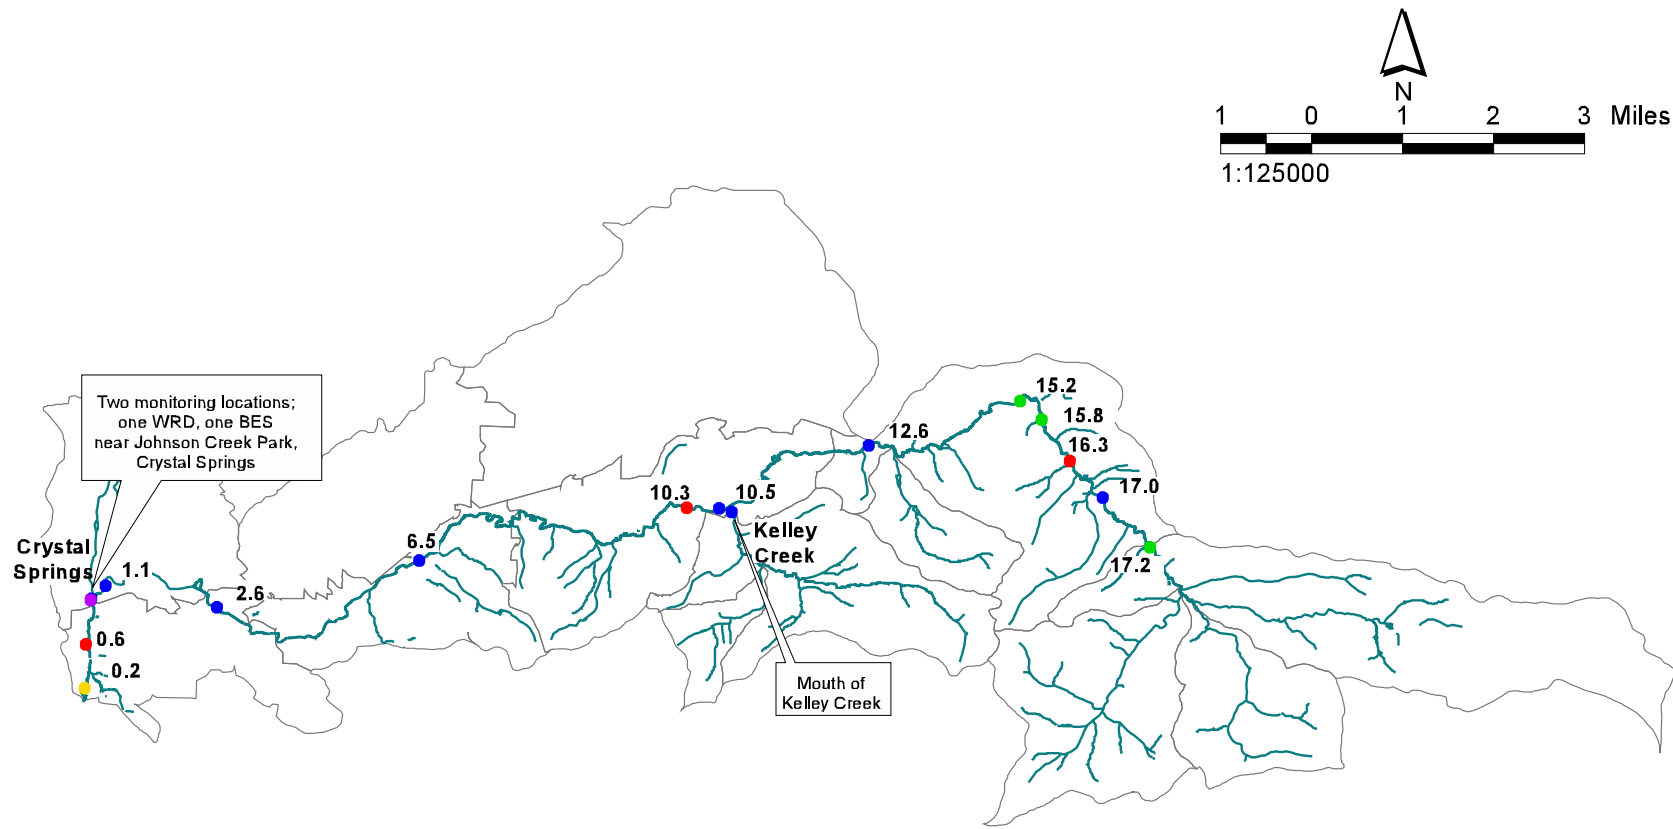 N
1 0 1 2 3 Miles
1:125000
Two monitoring locations;
one WRD, one BES
near Johnson Creek Park,
Crystal Springs
15.2
15.8
12.6
16.3
17.0
10.3
10.5
Kelley
Creek
6.5
Crystal
Springs
1.1
17.2
2.6
0.6
0.2
Mouth of
Kelley Creek